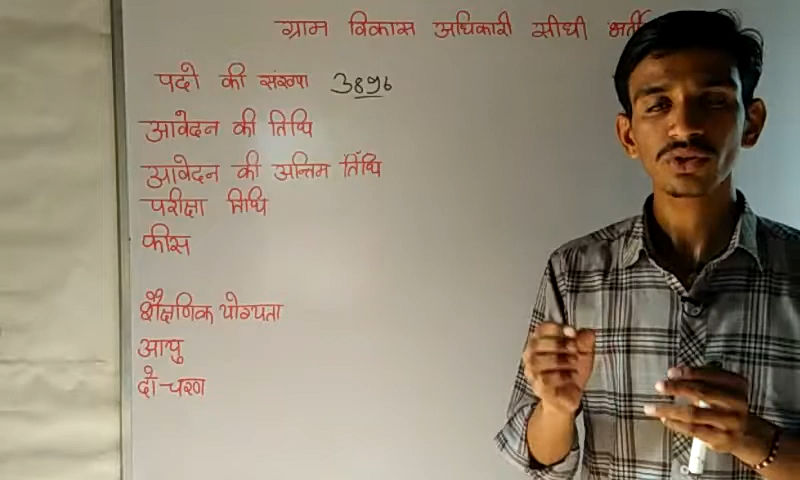 ग्राम विकास अधिकारी सीधी भर्ती
पदो की संख्या 3896
आवेदन की तिथि
आवेदन की अन्तिम तिथि
परीक्षा तिथि
फीस
शैक्षणिक योग्यता
आयु
दो चरण